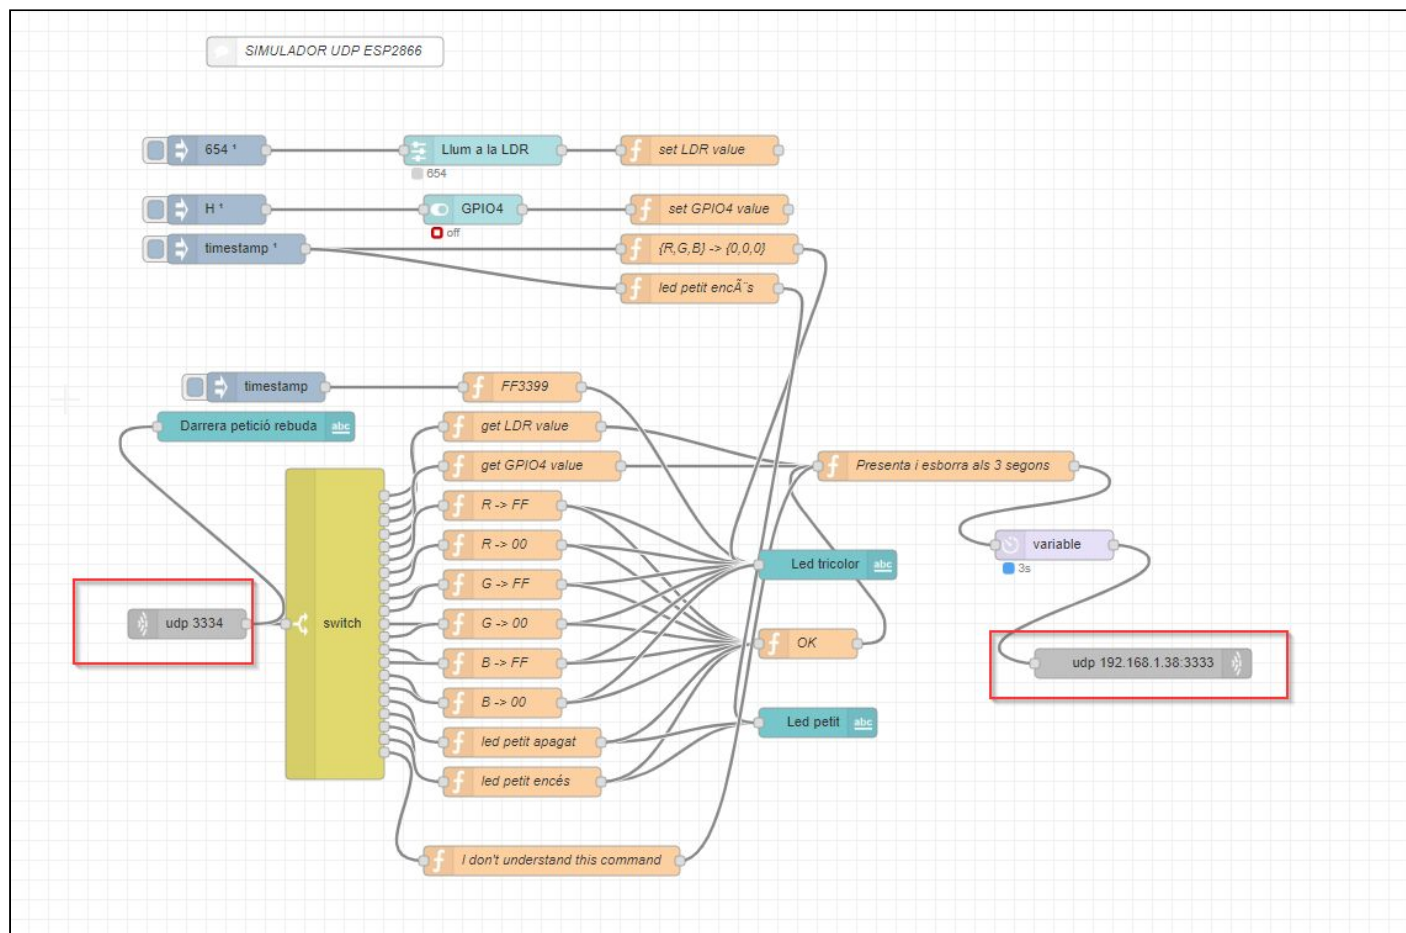 SIMULADOR UDP ESP2866
654 ¹
Llum a la LDR
set LDR value
654
H ¹
GPIO4
set GPIO4 value
off
timestamp ¹
{R,G,B} -> {0,0,0}
led petit encÃ¨s
timestamp
FF3399
Darrera petició rebuda
abc
get LDR value
get GPIO4 value
Presenta i esborra als 3 segons
R -> FF
R -> 00
variable
Led tricolor
abc
3s
G -> FF
udp 3334
switch
G -> 00
OK
B -> FF
udp 192.168.1.38:3333
B -> 00
Led petit
abc
led petit apagat
led petit encés
I don't understand this command